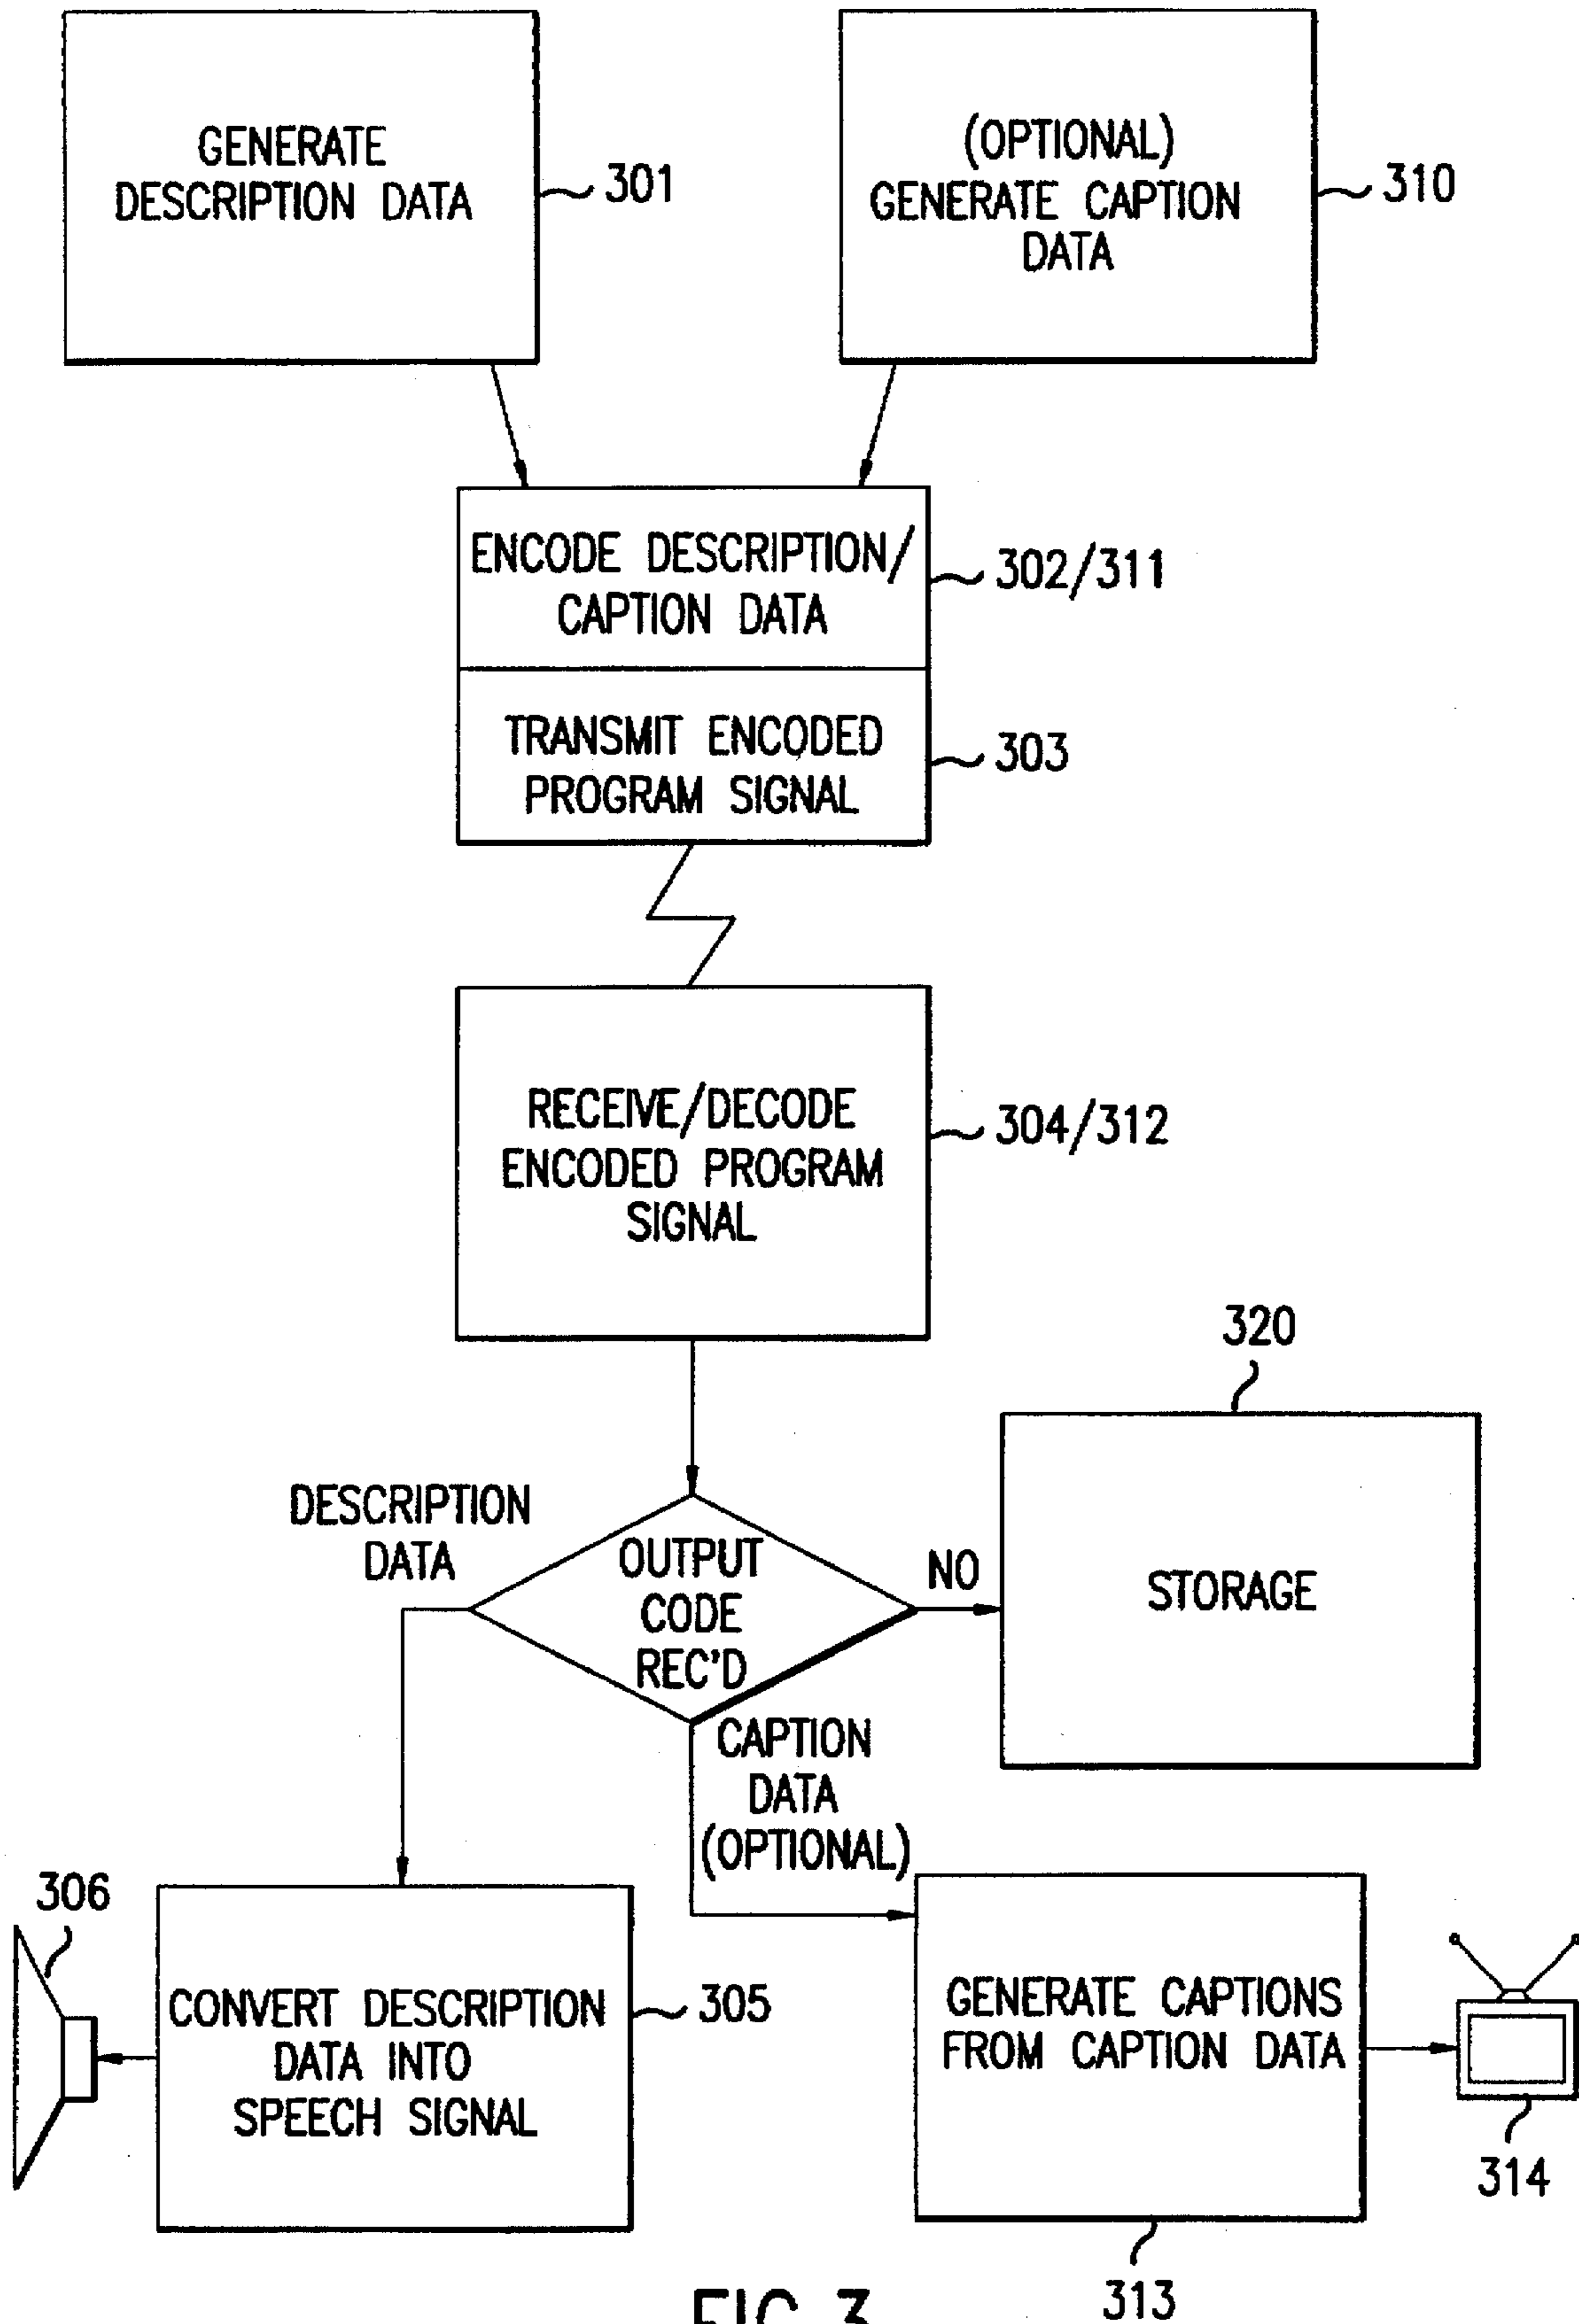 GENERATE
DESCRIPTION DATA
301
(OPTIONAL)
GENERATE CAPTION
DATA
310
ENCODE DESCRIPTION/
CAPTION DATA
302/311
TRANSMIT ENCODED
PROGRAM SIGNAL
303
RECEIVE/DECODE
ENCODED PROGRAM
SIGNAL
304/312
320
STORAGE
DESCRIPTION
DATA
OUTPUT
CODE
REC'D
NO
CAPTION
DATA
(OPTIONAL)
306
CONVERT DESCRIPTION
DATA INTO
SPEECH SIGNAL
305
GENERATE CAPTIONS
FROM CAPTION DATA
314
313
FIG. 3